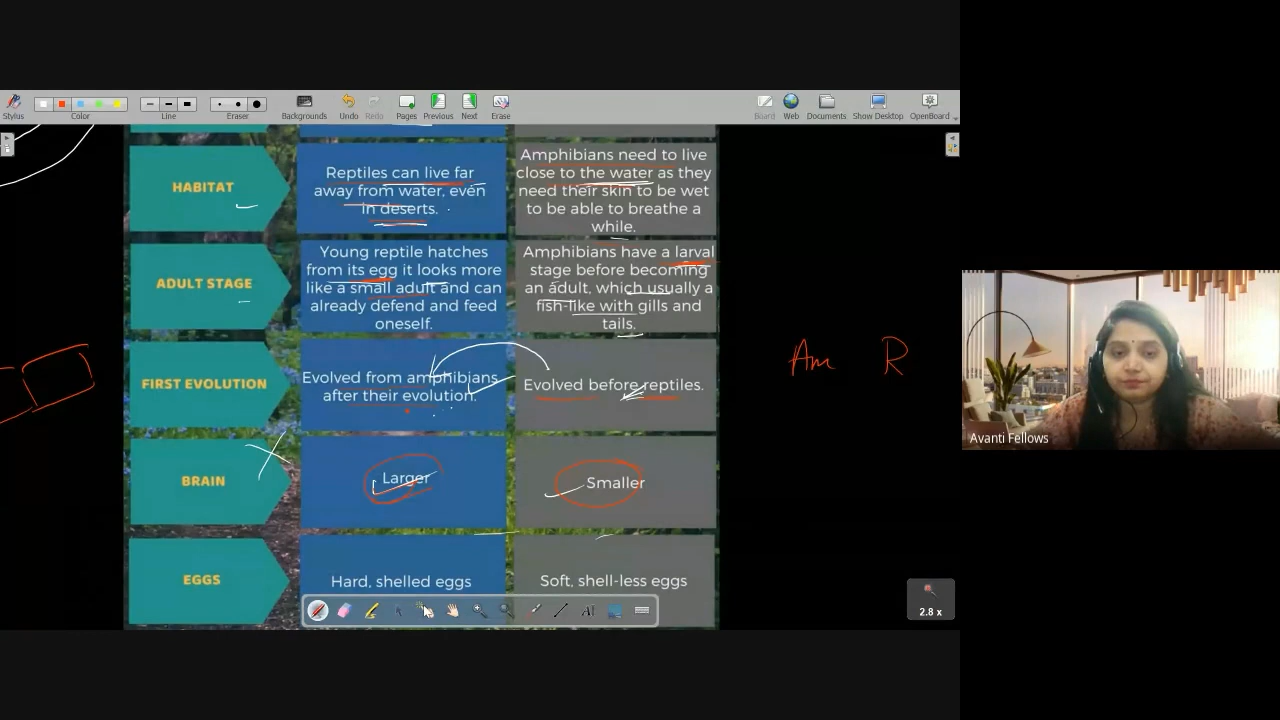 Stylus
Color
Line
Eraser
Backgrounds
Undo
Redo
Pages
Previous
Next
Erase
Board
Web
Documents
Show Desktop
OpenBoard
HABITAT
Reptiles can live far
away from water, even
in deserts.
Amphibians need to live
close to the water as they
need their skin to be wet
to be able to breathe a
while.
ADULT STAGE
Young reptile hatches
from its egg it looks more
like a small adult and can
already defend and feed
oneself.
Amphibians have a larval
stage before becoming
an adult, which usually a
fish-like with gills and
tails.
FIRST EVOLUTION
Evolved from amphibians
after their evolution.
Evolved before reptiles.
Am R
BRAIN
Larger
Smaller
EGGS
Hard, shelled eggs
Soft, shell-less eggs
AI
2.8 x
Avanti Fellows